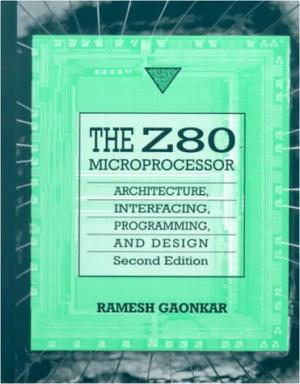 THE Z80
MICROPROCESSOR
ARCHITECTURE,
INTERFACING,
PROGRAMMING,
AND DESIGN
Second Edition
RAMESH GAONKAR